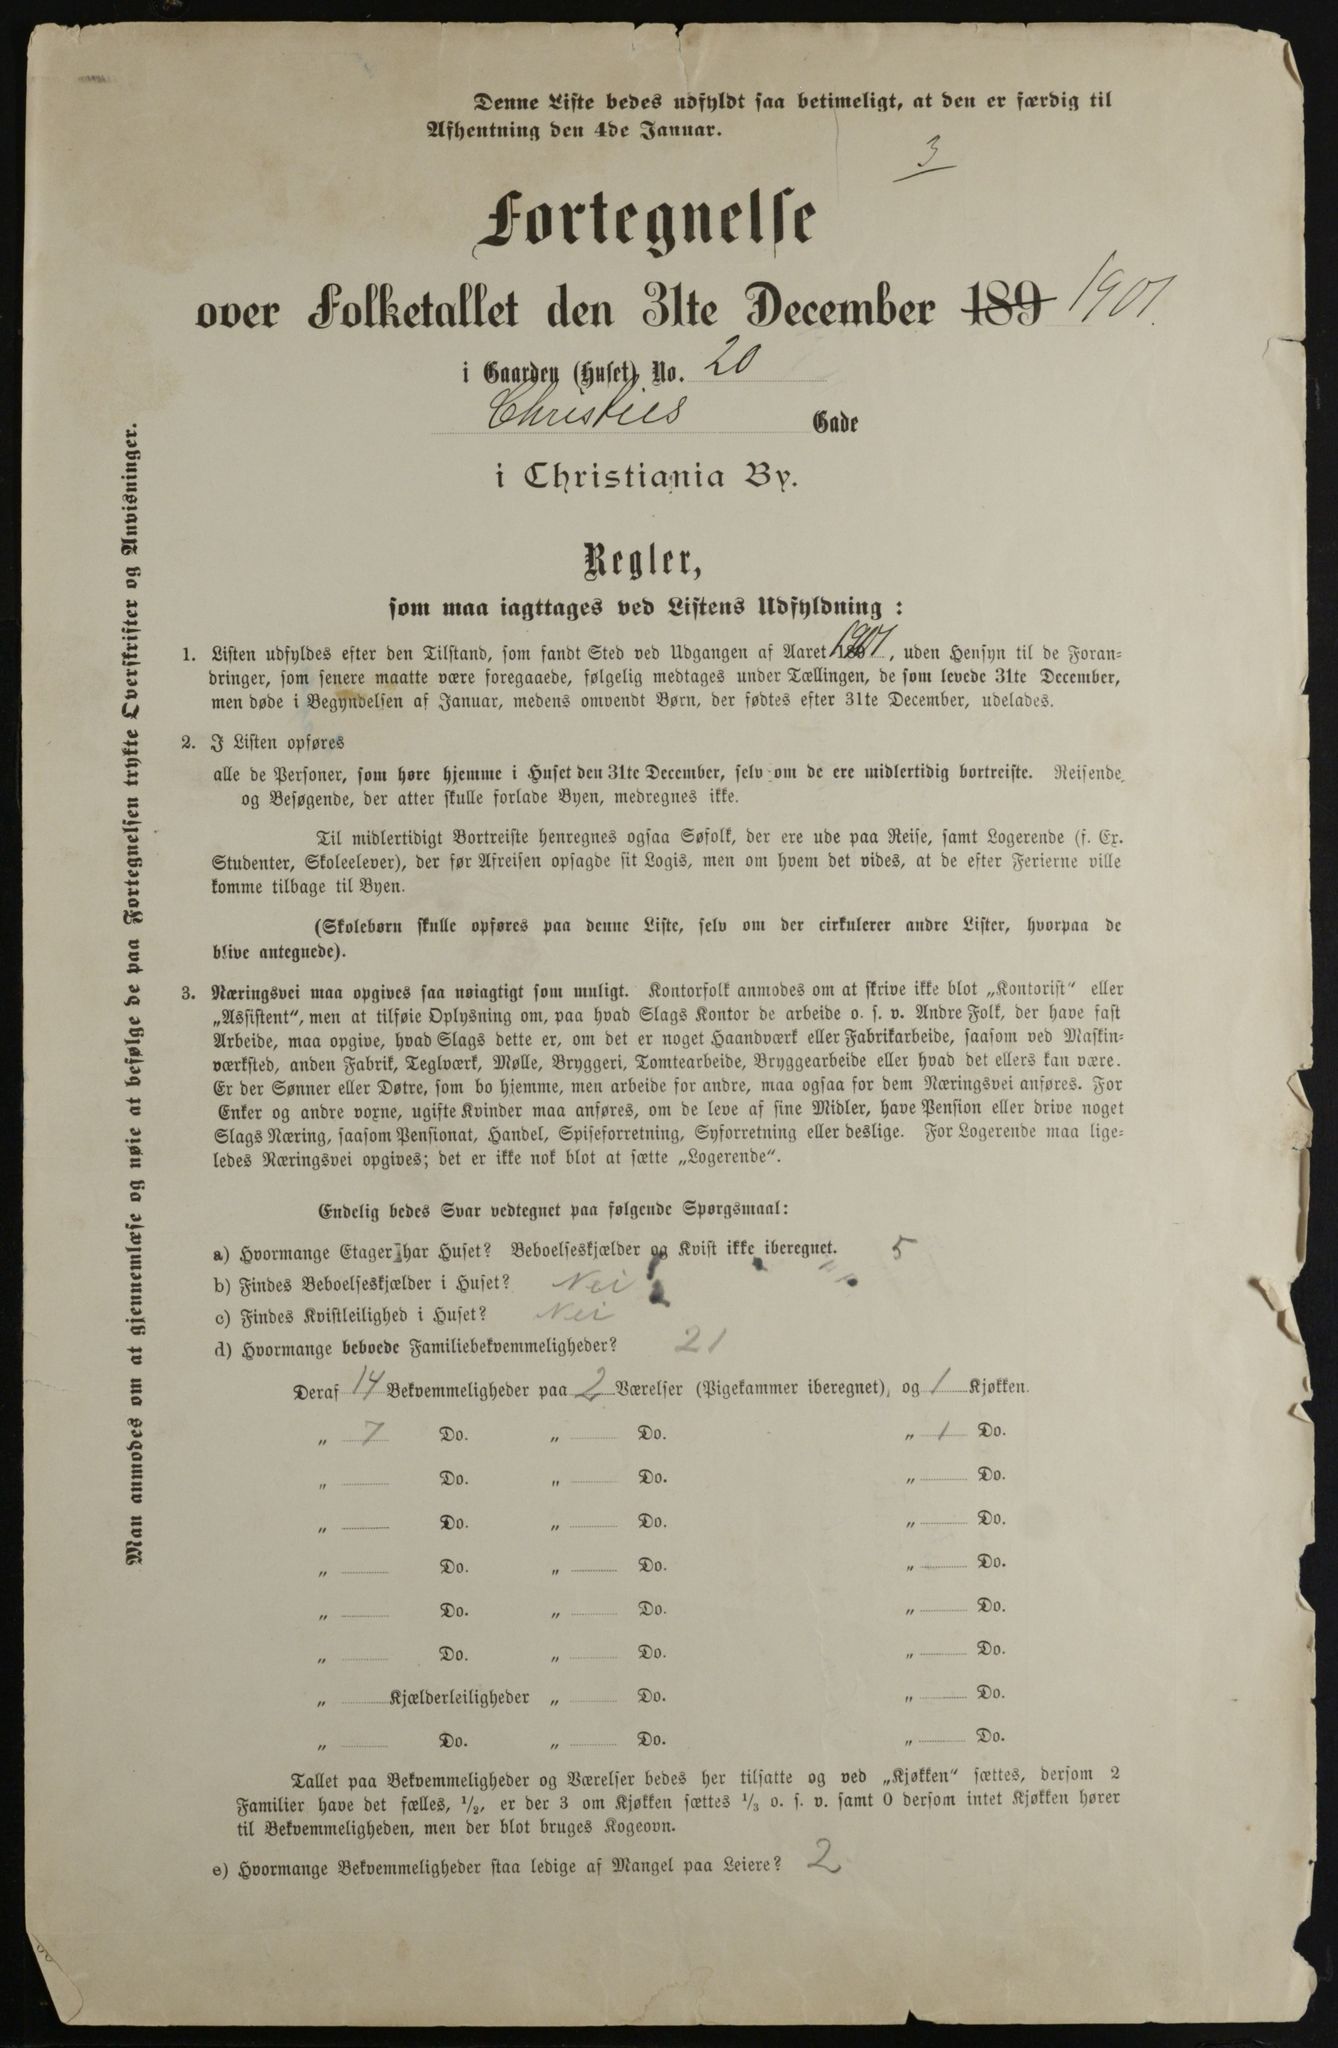 Denne Liste bedes udfyldt saa betimeligt, at den er færdig til
Afhentning den 4de Januar.
3
Fortegnelse
over Folketallet den 31te December 189 1901.
i Gaarden (Huset) No. 20
Christies Gade
i Christiania By.
Regler,
som maa iagttages ved Listens Udfyldning:
1. Listen udfyldes efter den Tilstand, som fandt Sted ved Udgangen af Aaret 1901, uden Hensyn til de Foran-
dringer, som senere maatte være foregaaede, følgelig medtages under Tællingen, de som levede 31te December,
men døde i Begyndelsen af Januar, medens omvendt Børn, der fødtes efter 31te December, udelades.
2. I Listen opføres
alle de Personer, som høre hjemme i Huset den 31te December, selv om de ere midlertidig bortreiste. Reisende
og Besøgende, der atter skulle forlade Byen, medregnes ikke.
Til midlertidigt Bortreiste henregnes ogsaa Søfolk, der ere ude paa Reise, samt Logerende (f. Ex.
Studenter, Skoleelever), der før Afreisen opsagde sit Logis, men om hvem det vides, at de efter Ferierne ville
komme tilbage til Byen.
(Skolebørn skulle opføres paa denne Liste, selv om der cirkulerer andre Lister, hvorpaa de
blive antegnede).
3. Næringsvei maa opgives saa nøiagtigt som muligt. Kontorfolk anmodes om at skrive ikke blot „Kontorist“ eller
„Assistent“, men at tilføie Oplysning om, paa hvad Slags Kontor de arbeide o. s. v. Andre Folk, der have fast
Arbeide, maa opgive, hvad Slags dette er, om det er noget Haandværk eller Fabrikarbeide, saasom ved Maskin-
værksted, anden Fabrik, Teglværk, Mølle, Bryggeri, Tomtearbeide, Bryggearbeide eller hvad det ellers kan være.
Er der Sønner eller Døtre, som bo hjemme, men arbeide for andre, maa ogsaa for dem Næringsvei anføres. For
Enker og andre voxne, ugifte Kvinder maa anføres, om de leve af sine Midler, have Pension eller drive noget
Slags Næring, saasom Pensionat, Handel, Spiseforretning, Syforretning eller deslige. For Logerende maa lige-
ledes Næringsvei opgives; det er ikke nok blot at sætte „Logerende“.
Endelig bedes Svar vedtegnet paa følgende Spørgsmaal:
a) Hvormange Etager har Huset? Beboelseskjælder og Kvist ikke iberegnet. 5
b) Findes Beboelseskjælder i Huset? Nei
c) Findes Kvistleilighed i Huset? Nei
d) Hvormange beboede Familiebekvemmeligheder? 21
Deraf 14 Bekvemmeligheder paa 2 Værelser (Pigekammer iberegnet), og 1 Kjøkken.
„ 7 Do. „ Do. „ 1 Do.
„ Do. „ Do. „ Do.
„ Do. „ Do. „ Do.
„ Do. „ Do. „ Do.
„ Do. „ Do. „ Do.
„ Do. „ Do. „ Do.
„ Kjælderleiligheder „ Do. „ Do.
„ Do. „ Do. „ Do.
Tallet paa Bekvemmeligheder og Værelser bedes her tilsatte og ved „Kjøkken“ sættes, dersom 2
Familier have det fælles, 1/2, er der 3 om Kjøkken sættes 1/3 o. s. v. samt 0 dersom intet Kjøkken hører
til Bekvemmeligheden, men der blot bruges Kogeovn.
e) Hvormange Bekvemmeligheder staa ledige af Mangel paa Leiere? 2
Man anmodes om at gjennemlæse og nøie at befølge de paa Fortegnelsen trykte Overskrifter og Anvisninger.